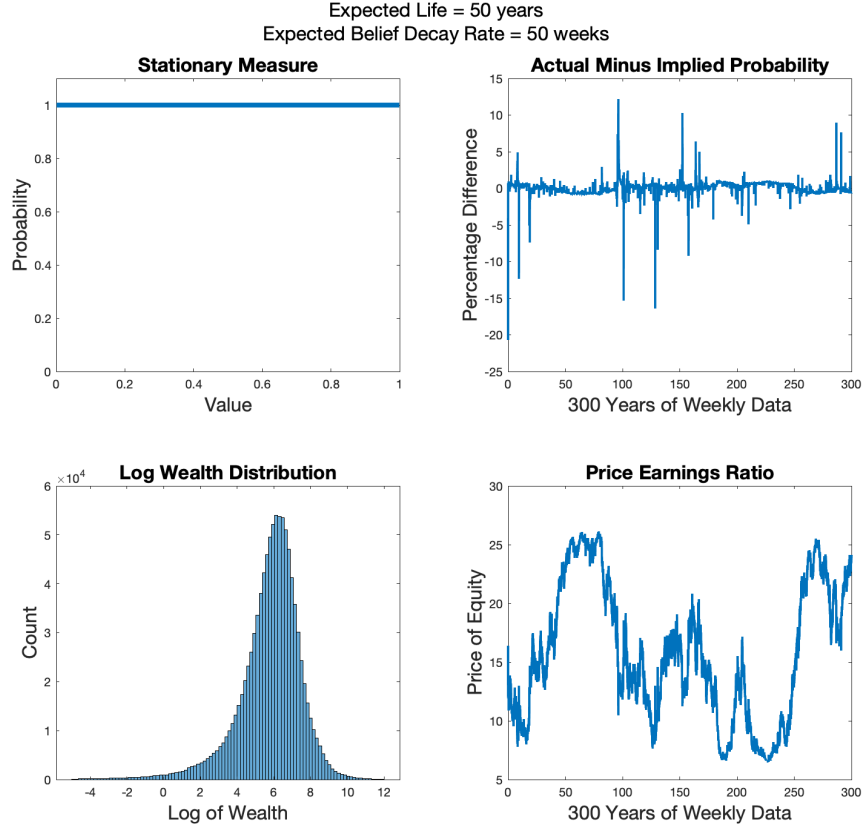 Expected Life = 50 years
Expected Belief Decay Rate = 50 weeks
Stationary Measure
Probability
1
0.8
0.6
0.4
0.2
0
0 0.2 0.4 0.6 0.8 1
Value
Actual Minus Implied Probability
Percentage Difference
15
10
5
0
-5
-10
-15
-20
-25
0 50 100 150 200 250 300
300 Years of Weekly Data
Log Wealth Distribution
×10⁴
Count
6
5
4
3
2
1
0
-4 -2 0 2 4 6 8 10 12
Log of Wealth
Price Earnings Ratio
Price of Equity
30
25
20
15
10
5
0 50 100 150 200 250 300
300 Years of Weekly Data